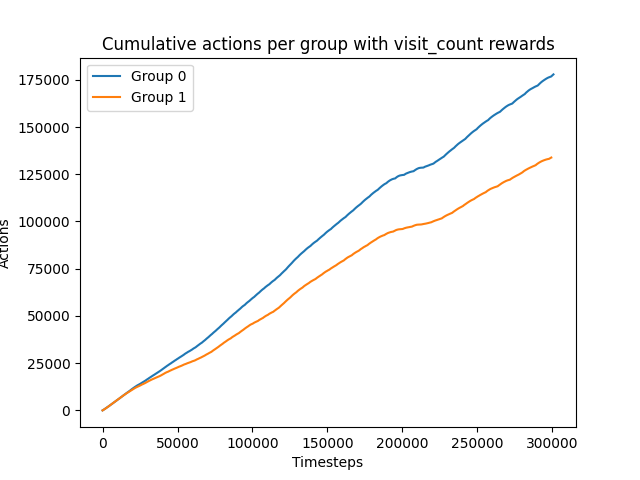 Cumulative actions per group with visit_count rewards
Group 0
Group 1
175000
150000
125000
100000
75000
50000
25000
0
Actions
0 50000 100000 150000 200000 250000 300000
Timesteps